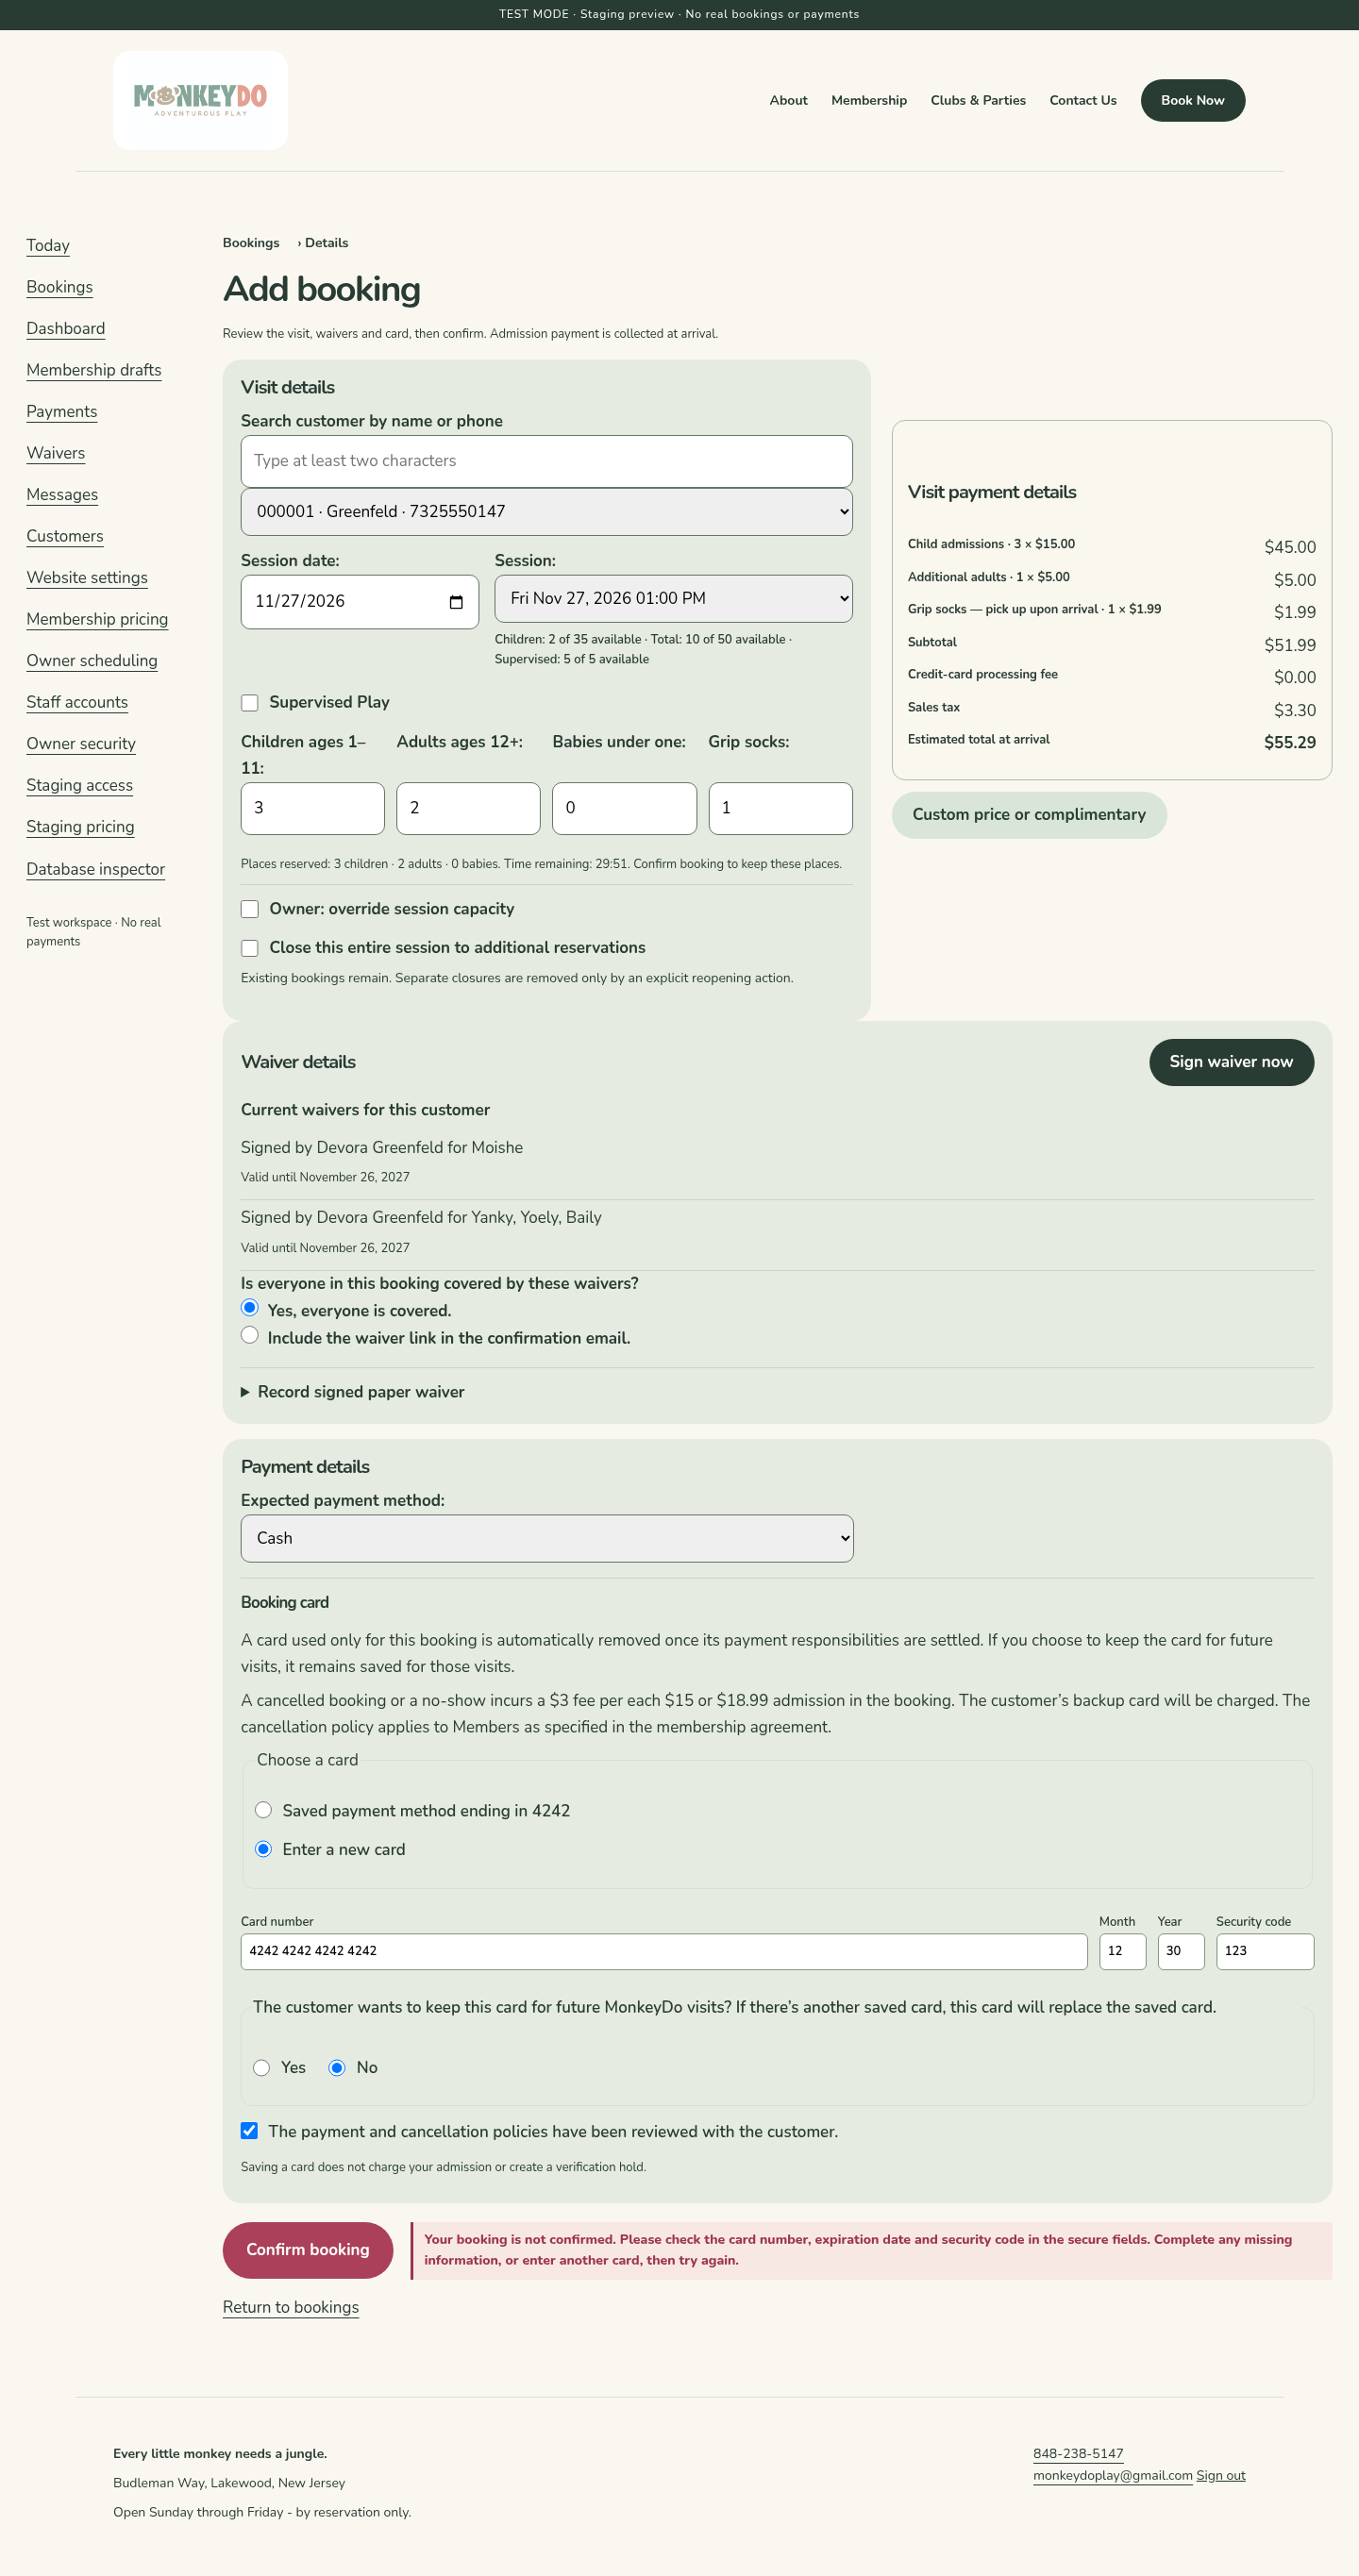 TEST MODE · Staging preview · No real bookings or payments
MONKEYDO
ADVENTUROUS PLAY
About
Membership
Clubs & Parties
Contact Us
Book Now
Today
Bookings
Dashboard
Membership drafts
Payments
Waivers
Messages
Customers
Website settings
Membership pricing
Owner scheduling
Staff accounts
Owner security
Staging access
Staging pricing
Database inspector
Test workspace · No real
payments
Bookings › Details
Add booking
Review the visit, waivers and card, then confirm. Admission payment is collected at arrival.
Visit details
Search customer by name or phone
Type at least two characters
000001 · Greenfeld · 7325550147
Session date:
11/27/2026
Session:
Fri Nov 27, 2026 01:00 PM
Children: 2 of 35 available · Total: 10 of 50 available ·
Supervised: 5 of 5 available
Supervised Play
Children ages 1–
11:
3
Adults ages 12+:
2
Babies under one:
0
Grip socks:
1
Places reserved: 3 children · 2 adults · 0 babies. Time remaining: 29:51. Confirm booking to keep these places.
Owner: override session capacity
Close this entire session to additional reservations
Existing bookings remain. Separate closures are removed only by an explicit reopening action.
Visit payment details
Child admissions · 3 × $15.00 $45.00
Additional adults · 1 × $5.00 $5.00
Grip socks — pick up upon arrival · 1 × $1.99 $1.99
Subtotal $51.99
Credit-card processing fee $0.00
Sales tax $3.30
Estimated total at arrival $55.29
Custom price or complimentary
Waiver details
Sign waiver now
Current waivers for this customer
Signed by Devora Greenfeld for Moishe
Valid until November 26, 2027
Signed by Devora Greenfeld for Yanky, Yoely, Baily
Valid until November 26, 2027
Is everyone in this booking covered by these waivers?
Yes, everyone is covered.
Include the waiver link in the confirmation email.
Record signed paper waiver
Payment details
Expected payment method:
Cash
Booking card
A card used only for this booking is automatically removed once its payment responsibilities are settled. If you choose to keep the card for future
visits, it remains saved for those visits.
A cancelled booking or a no-show incurs a $3 fee per each $15 or $18.99 admission in the booking. The customer’s backup card will be charged. The
cancellation policy applies to Members as specified in the membership agreement.
Choose a card
Saved payment method ending in 4242
Enter a new card
Card number
4242 4242 4242 4242
Month
12
Year
30
Security code
123
The customer wants to keep this card for future MonkeyDo visits? If there’s another saved card, this card will replace the saved card.
Yes
No
The payment and cancellation policies have been reviewed with the customer.
Saving a card does not charge your admission or create a verification hold.
Confirm booking
Your booking is not confirmed. Please check the card number, expiration date and security code in the secure fields. Complete any missing
information, or enter another card, then try again.
Return to bookings
Every little monkey needs a jungle.
Budleman Way, Lakewood, New Jersey
Open Sunday through Friday - by reservation only.
848-238-5147
monkeydoplay@gmail.com Sign out